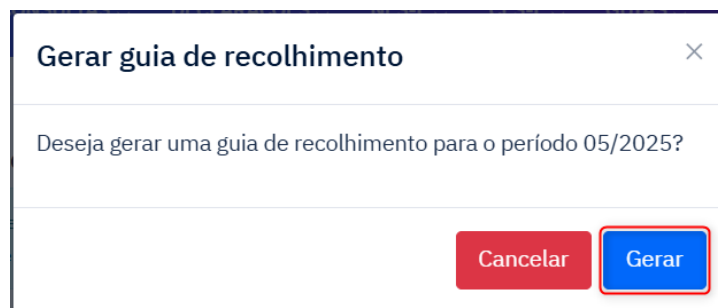 Gerar guia de recolhimento
Deseja gerar uma guia de recolhimento para o período 05/2025?
Cancelar Gerar